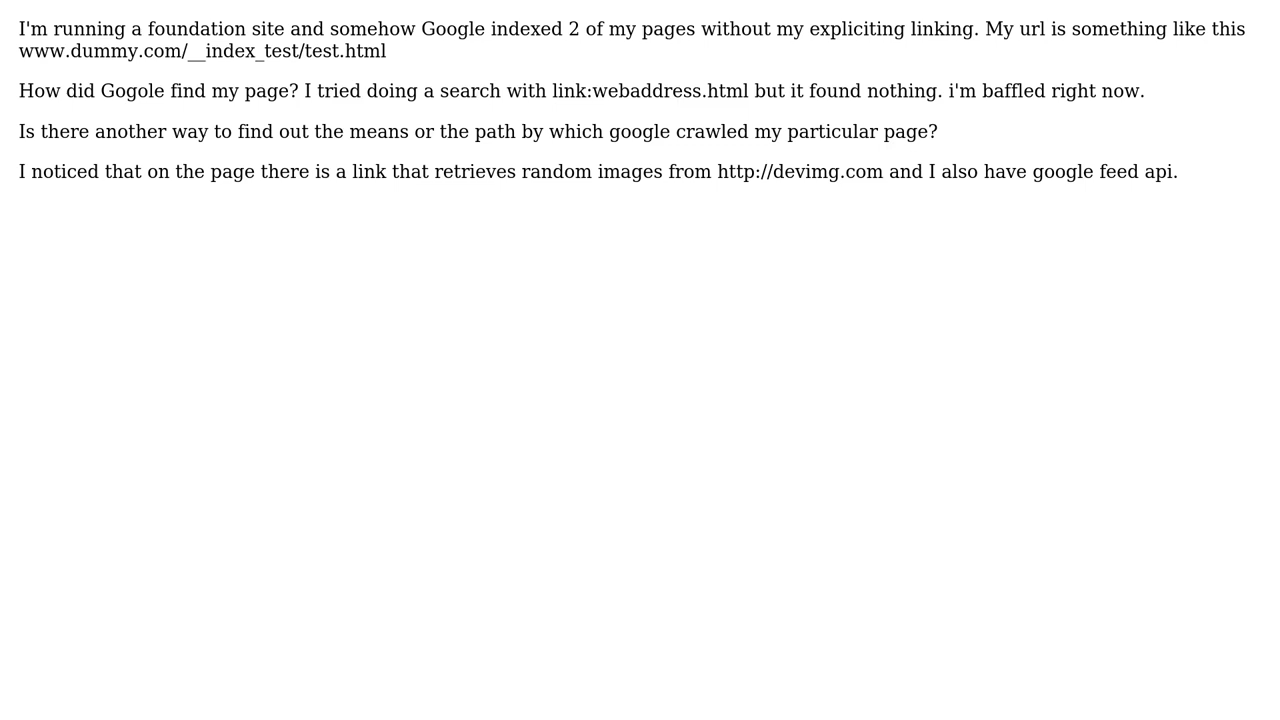 I'm running a foundation site and somehow Google indexed 2 of my pages without my expliciting linking. My url is something like this
www.dummy.com/__index_test/test.html
How did Gogole find my page? I tried doing a search with link:webaddress.html but it found nothing. i'm baffled right now.
Is there another way to find out the means or the path by which google crawled my particular page?
I noticed that on the page there is a link that retrieves random images from http://devimg.com and I also have google feed api.